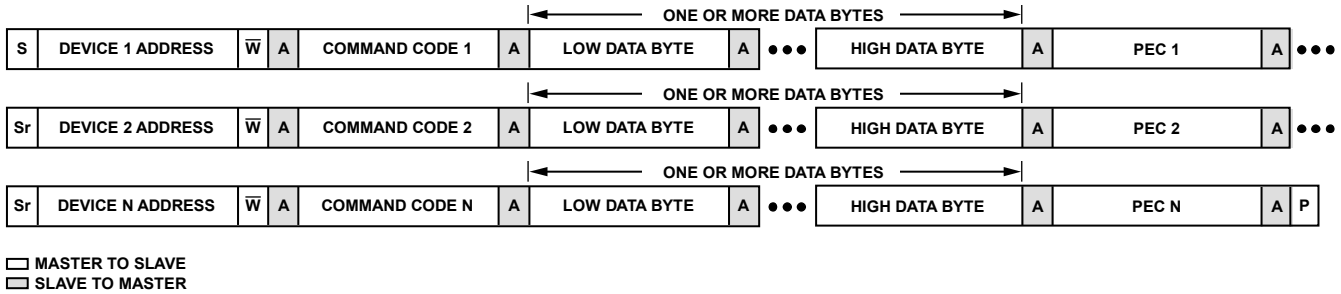 ONE OR MORE DATA BYTES
S DEVICE 1 ADDRESS W̅ A COMMAND CODE 1 A LOW DATA BYTE A ●●● HIGH DATA BYTE A PEC 1 A ●●●
ONE OR MORE DATA BYTES
Sr DEVICE 2 ADDRESS W̅ A COMMAND CODE 2 A LOW DATA BYTE A ●●● HIGH DATA BYTE A PEC 2 A ●●●
ONE OR MORE DATA BYTES
Sr DEVICE N ADDRESS W̅ A COMMAND CODE N A LOW DATA BYTE A ●●● HIGH DATA BYTE A PEC N A P
MASTER TO SLAVE
SLAVE TO MASTER